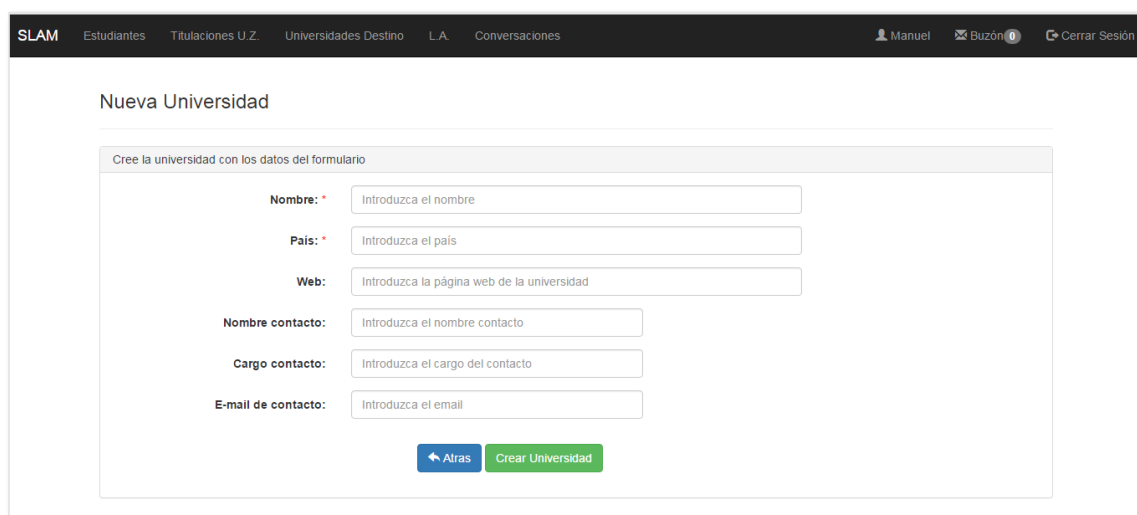 SLAM Estudiantes Titulaciones U.Z. Universidades Destino L.A. Conversaciones Manuel Buzón 0 Cerrar Sesión
Nueva Universidad
Cree la universidad con los datos del formulario
Nombre: * Introduzca el nombre
País: * Introduzca el país
Web: Introduzca la página web de la universidad
Nombre contacto: Introduzca el nombre contacto
Cargo contacto: Introduzca el cargo del contacto
E-mail de contacto: Introduzca el email
Atras Crear Universidad